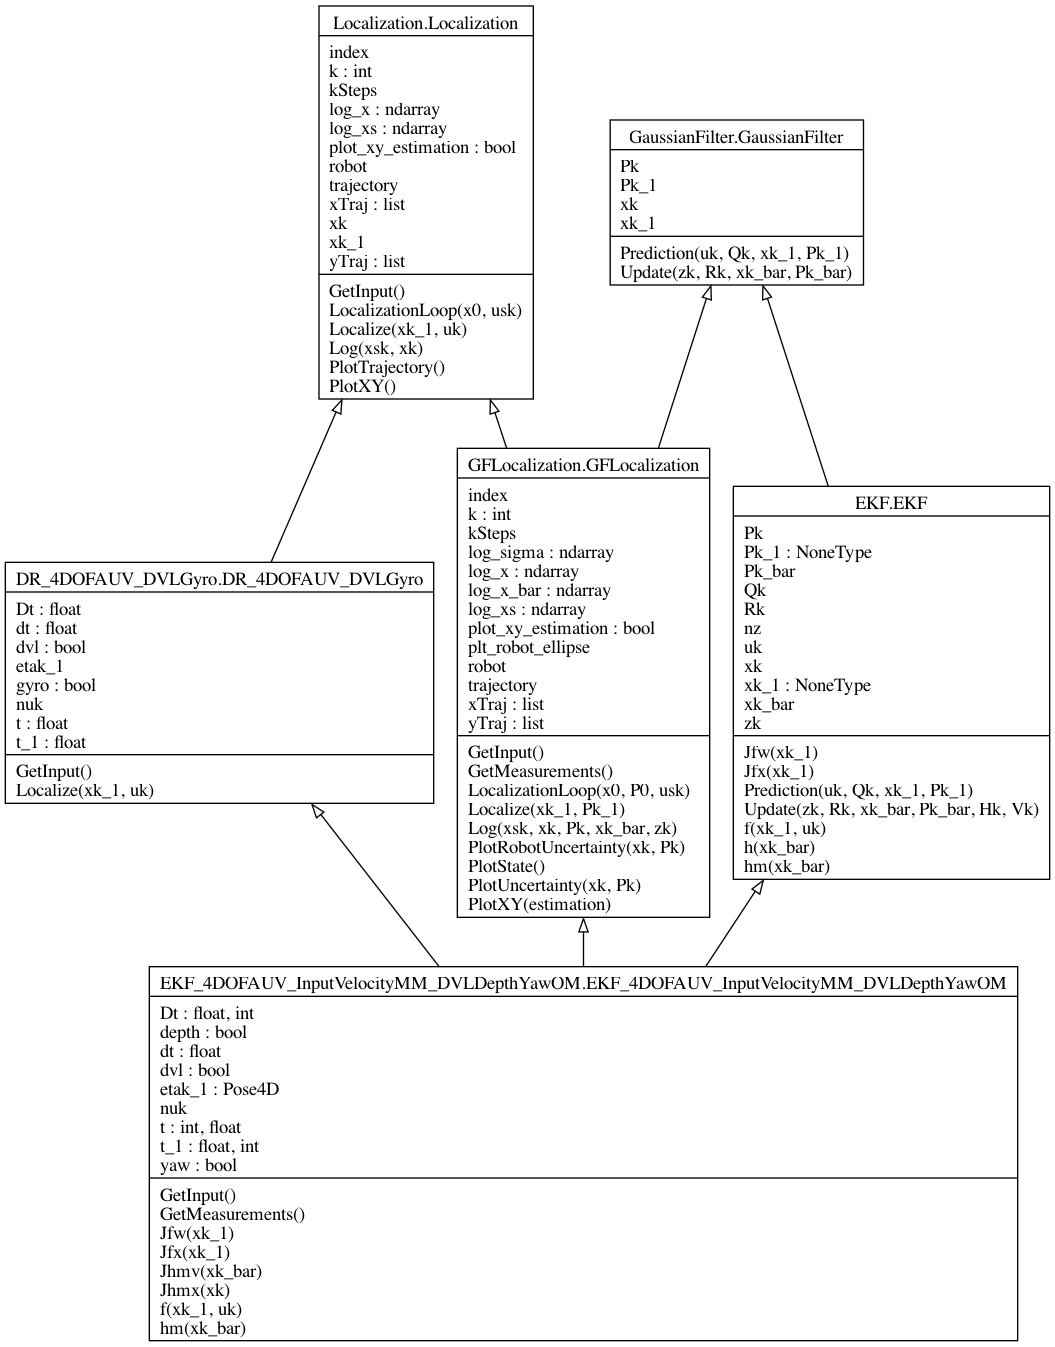 Localization.Localization
index
k : int
kSteps
log_x : ndarray
log_xs : ndarray
plot_xy_estimation : bool
robot
trajectory
xTraj : list
xk
xk_1
yTraj : list
GetInput()
LocalizationLoop(x0, usk)
Localize(xk_1, uk)
Log(xsk, xk)
PlotTrajectory()
PlotXY()
GaussianFilter.GaussianFilter
Pk
Pk_1
xk
xk_1
Prediction(uk, Qk, xk_1, Pk_1)
Update(zk, Rk, xk_bar, Pk_bar)
DR_4DOFAUV_DVLGyro.DR_4DOFAUV_DVLGyro
Dt : float
dt : float
dvl : bool
etak_1
gyro : bool
nuk
t : float
t_1 : float
GetInput()
Localize(xk_1, uk)
GFLocalization.GFLocalization
index
k : int
kSteps
log_sigma : ndarray
log_x : ndarray
log_x_bar : ndarray
log_xs : ndarray
plot_xy_estimation : bool
plt_robot_ellipse
robot
trajectory
xTraj : list
yTraj : list
GetInput()
GetMeasurements()
LocalizationLoop(x0, P0, usk)
Localize(xk_1, Pk_1)
Log(xsk, xk, Pk, xk_bar, zk)
PlotRobotUncertainty(xk, Pk)
PlotState()
PlotUncertainty(xk, Pk)
PlotXY(estimation)
EKF.EKF
Pk
Pk_1 : NoneType
Pk_bar
Qk
Rk
nz
uk
xk
xk_1 : NoneType
xk_bar
zk
Jfw(xk_1)
Jfx(xk_1)
Prediction(uk, Qk, xk_1, Pk_1)
Update(zk, Rk, xk_bar, Pk_bar, Hk, Vk)
f(xk_1, uk)
h(xk_bar)
hm(xk_bar)
EKF_4DOFAUV_InputVelocityMM_DVLDepthYawOM.EKF_4DOFAUV_InputVelocityMM_DVLDepthYawOM
Dt : float, int
depth : bool
dt : float
dvl : bool
etak_1 : Pose4D
nuk
t : int, float
t_1 : float, int
yaw : bool
GetInput()
GetMeasurements()
Jfw(xk_1)
Jfx(xk_1)
Jhmv(xk_bar)
Jhmx(xk)
f(xk_1, uk)
hm(xk_bar)